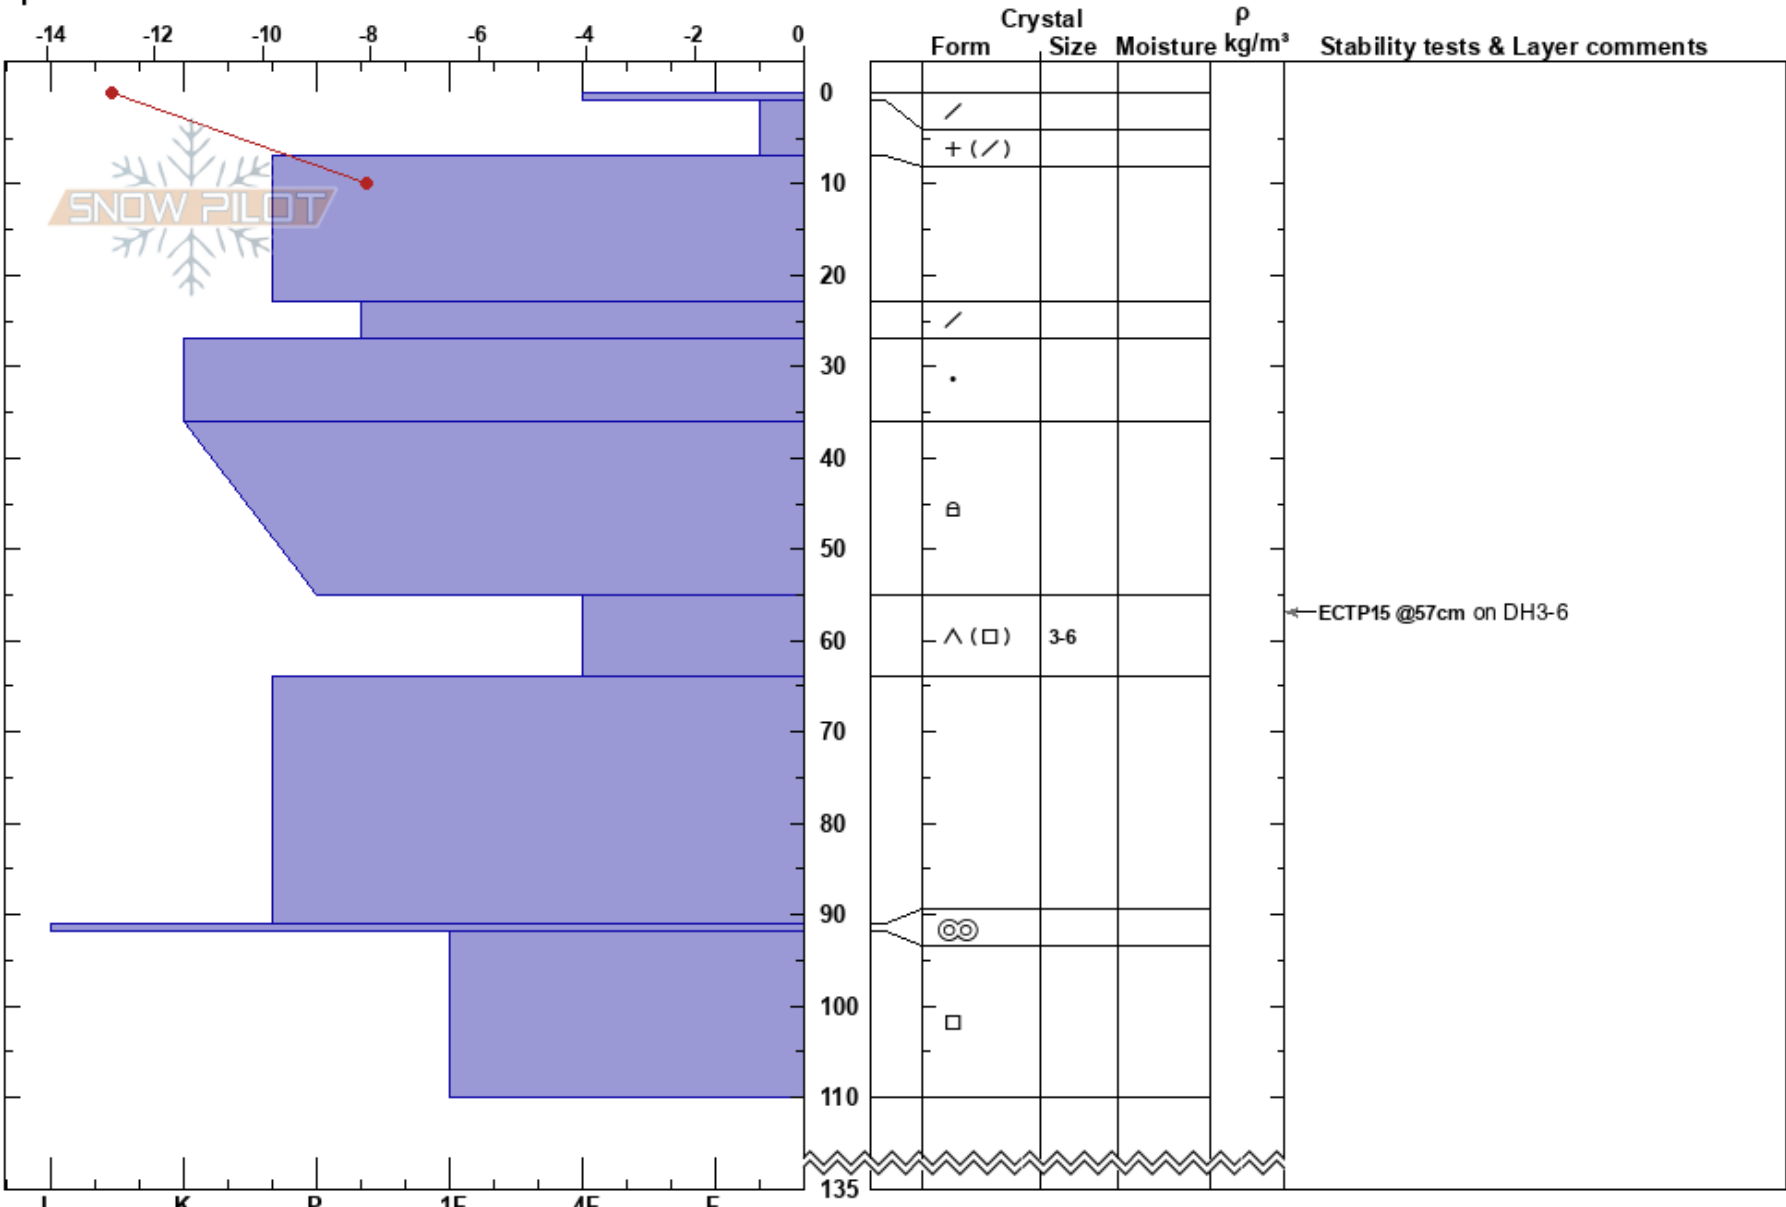 Crystal ρ
-14 -12 -10 -8 -6 -4 -2 0 Form Size Moisture kg/m³ Stability tests & Layer comments
0
+ (/)
10
SNOW PILOT
20
30
40
50
ECTP15 @57cm on DH3-6
60 3-6
70
80
90
100
110
135
I K P 1F 4F F